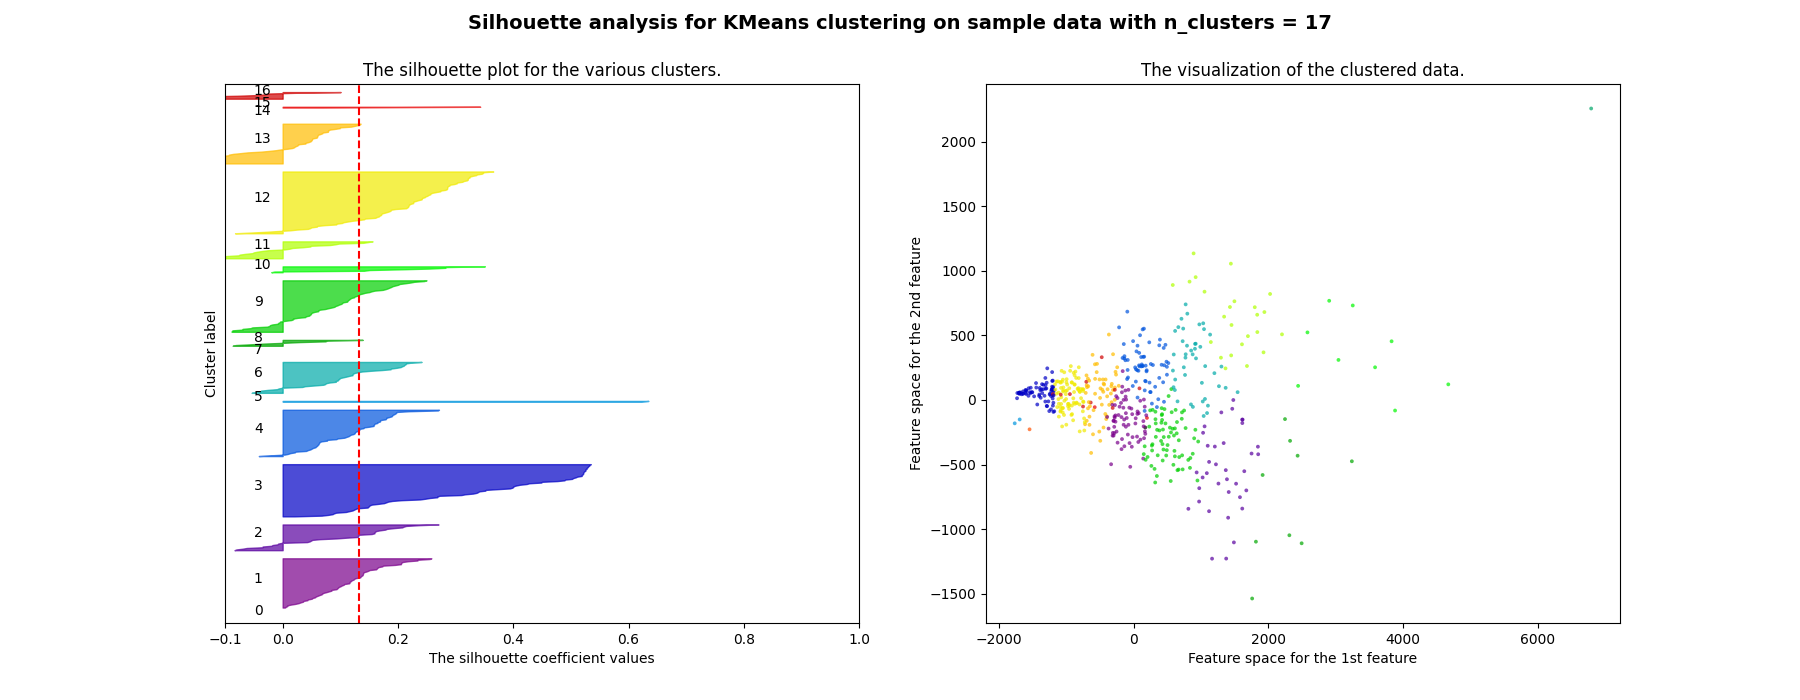 Silhouette analysis for KMeans clustering on sample data with n_clusters = 17
The silhouette plot for the various clusters.
16
15
14
13
12
11
10
9
8
7
6
5
4
3
2
1
0
Cluster label
−0.1 0.0 0.2 0.4 0.6 0.8 1.0
The silhouette coefficient values
The visualization of the clustered data.
2000
1500
1000
500
0
−500
−1000
−1500
Feature space for the 2nd feature
−2000 0 2000 4000 6000
Feature space for the 1st feature